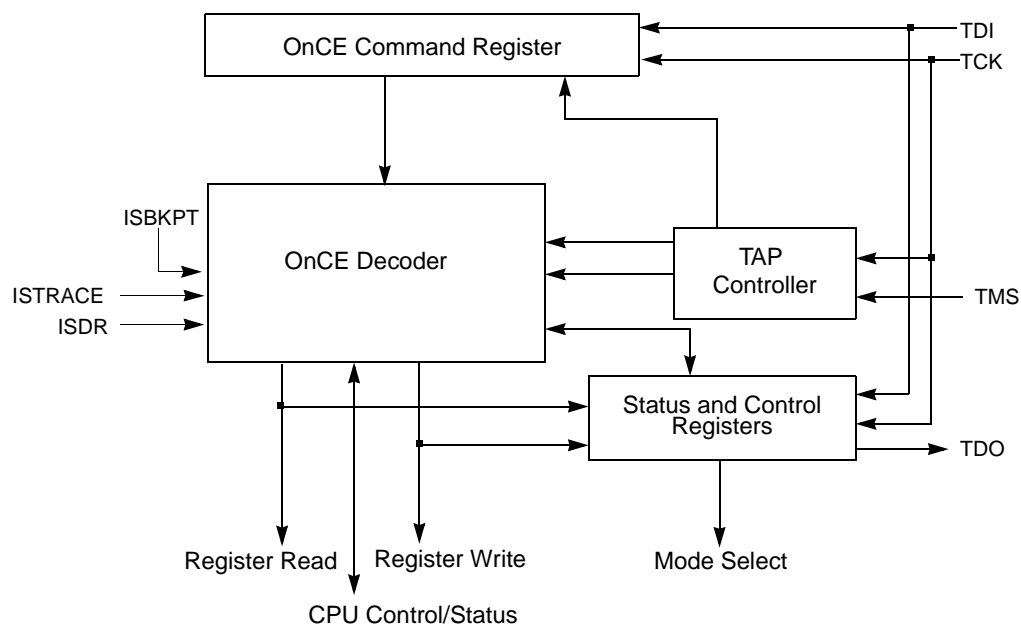 OnCE Command Register
TDI
TCK
ISBKPT
OnCE Decoder
TAP
Controller
ISTRACE
TMS
ISDR
Status and Control
Registers
TDO
Register Read
Register Write
Mode Select
CPU Control/Status